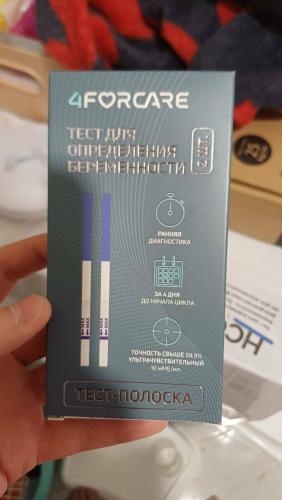 4FORCARE
ТЕСТ ДЛЯ
ОПРЕДЕЛЕНИЯ
БЕРЕМЕННОСТИ
2 ШТ.
РАННЯЯ
ДИАГНОСТИКА
ЗА 4 ДНЯ
ДО НАЧАЛА ЦИКЛА
ТОЧНОСТЬ СВЫШЕ 99.9%
УЛЬТРАЧУВСТВИТЕЛЬНЫЙ
10 мМЕ/мл
ТЕСТ-ПОЛОСКА